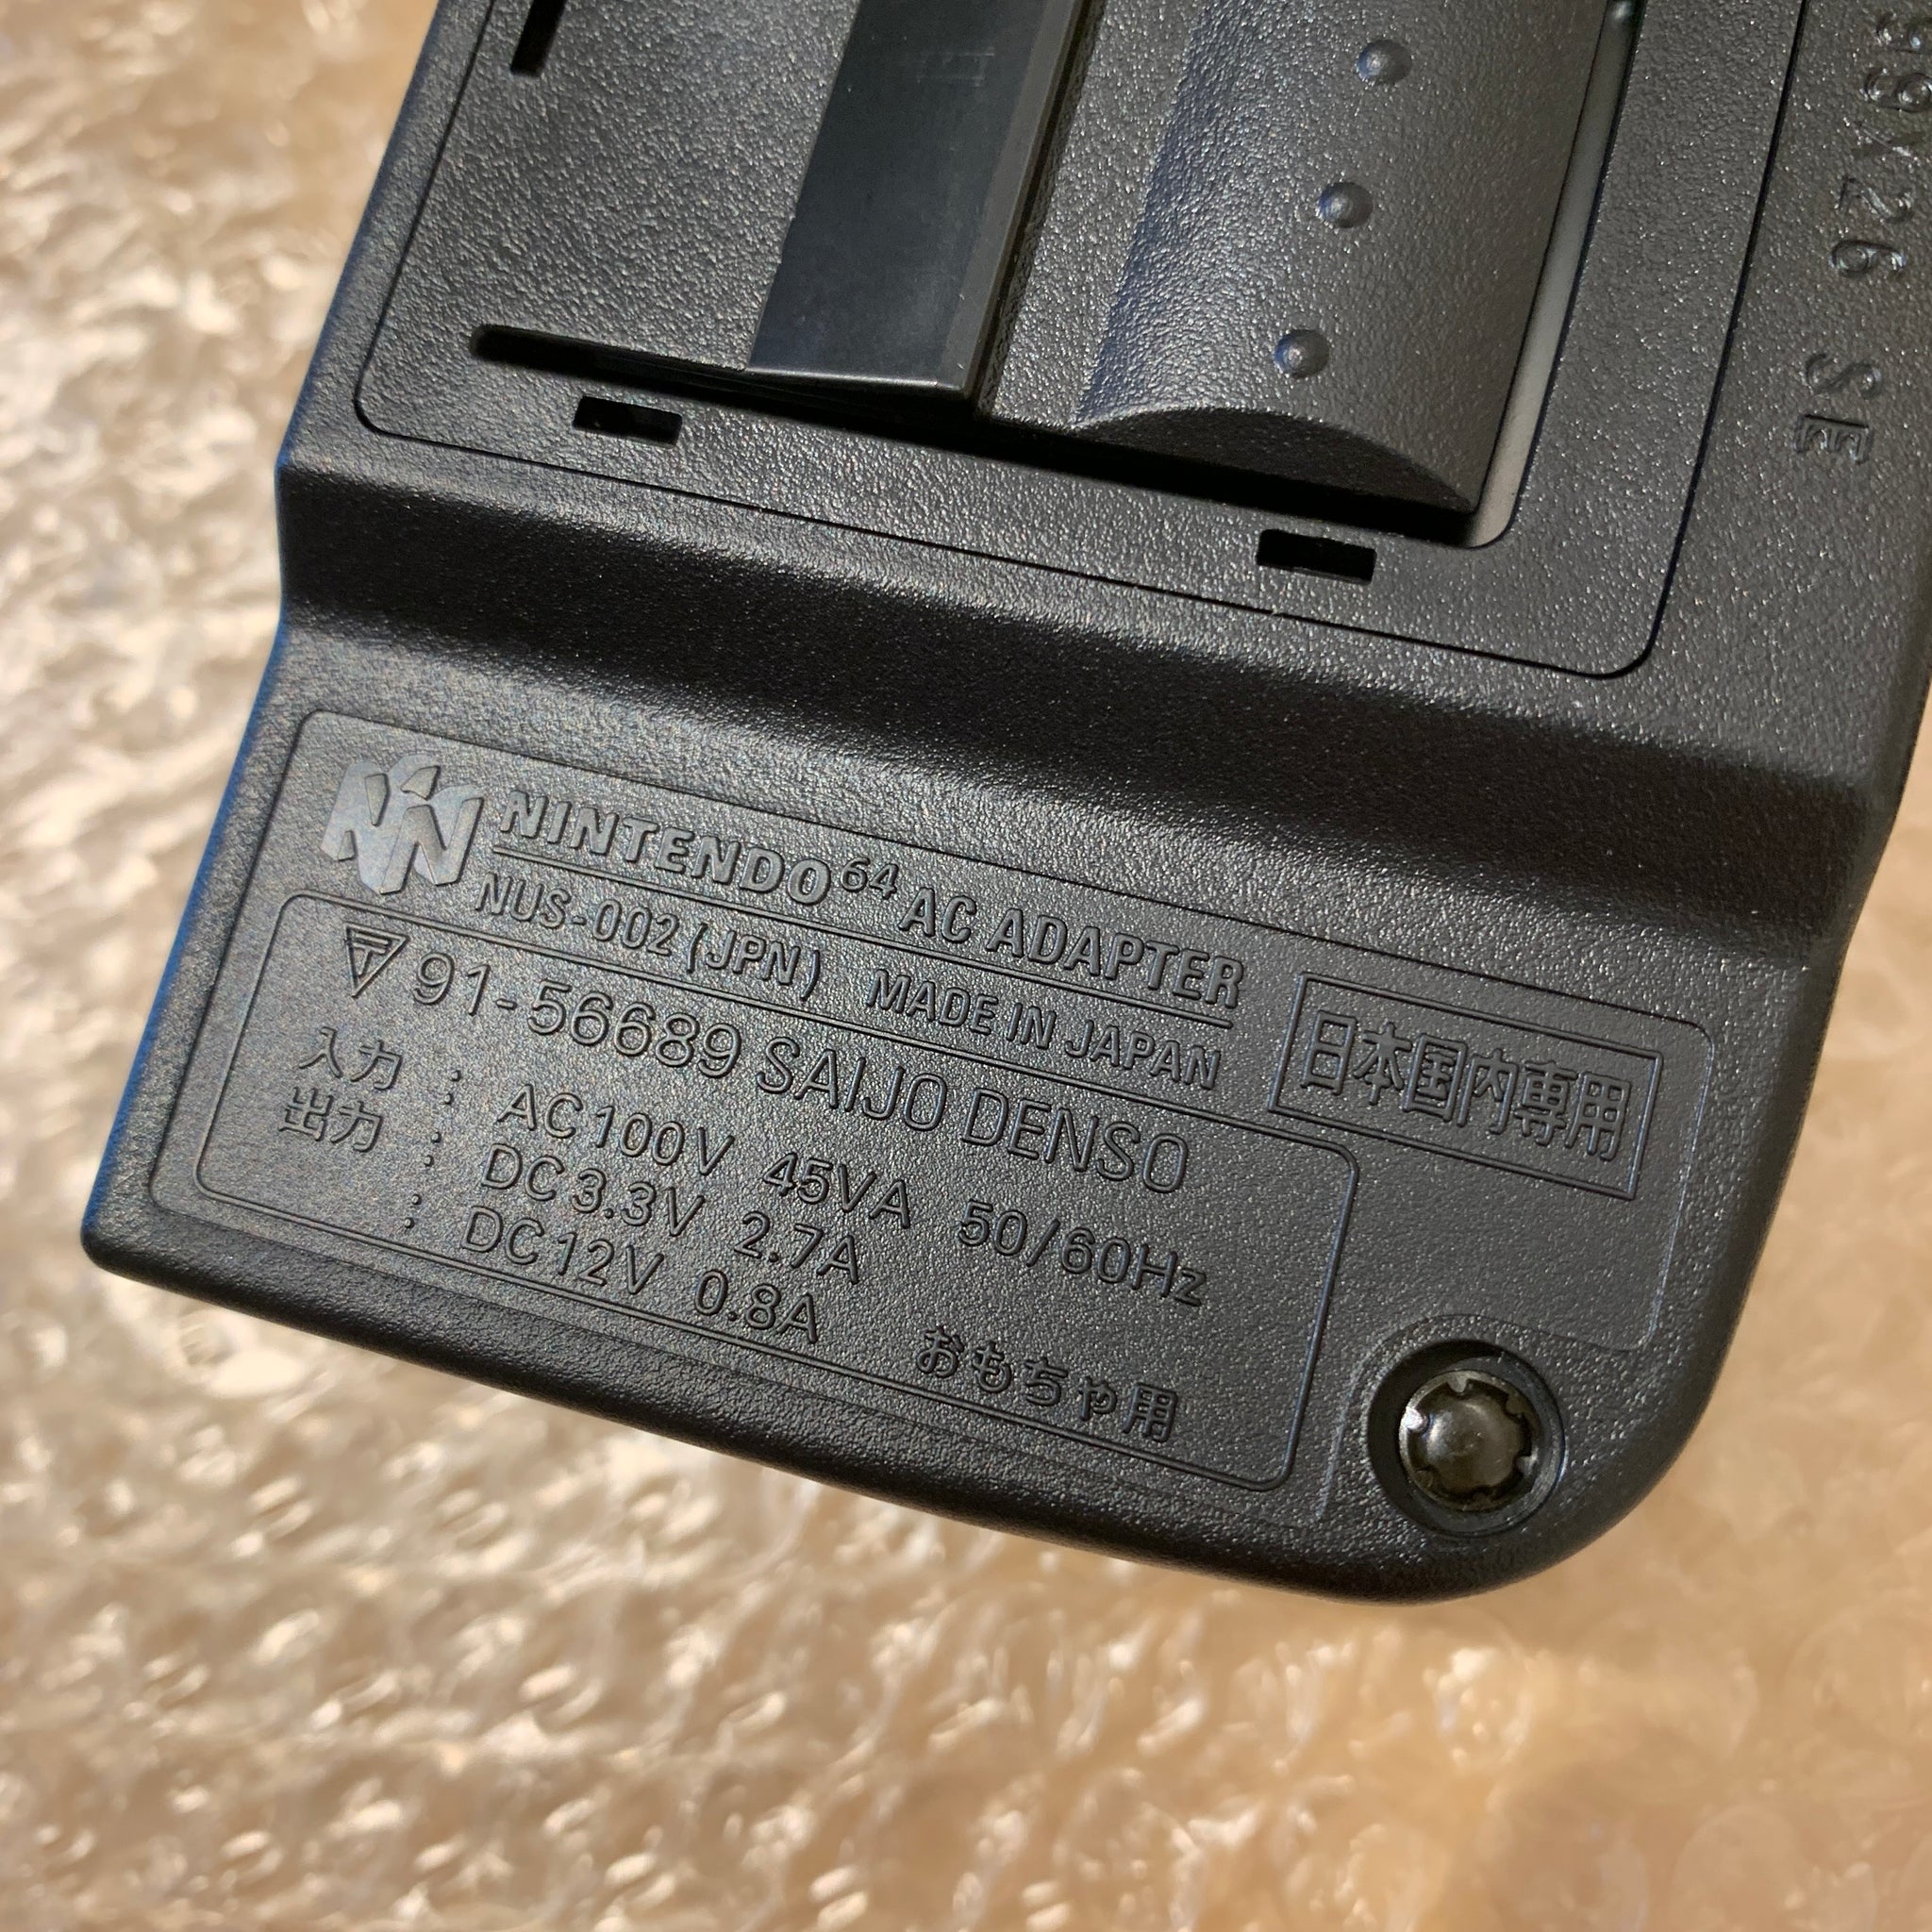 NINTENDO64 AC ADAPTER
NUS-002(JPN) MADE IN JAPAN
日本国内専用
91-56689 SAIJO DENSO
入力 : AC100V 45VA 50/60Hz
出力 : DC3.3V 2.7A
: DC12V 0.8A おもちゃ用
26 SE